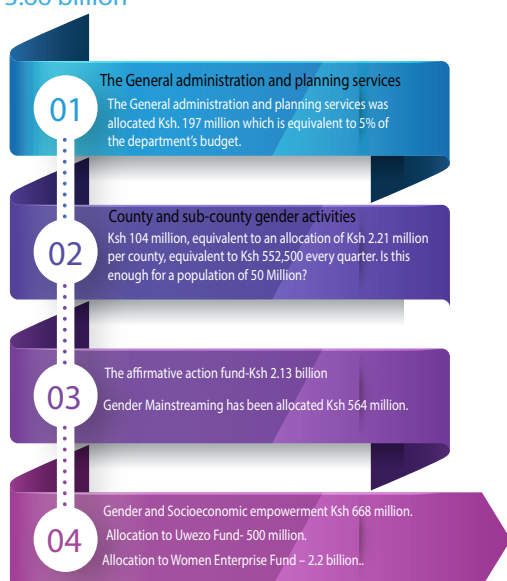 01
The General administration and planning services
The General administration and planning services was
allocated Ksh. 197 million which is equivalent to 5% of
the department's budget.
02
County and sub-county gender activities
Ksh 104 million, equivalent to an allocation of Ksh 2.21 million
per county, equivalent to Ksh 552,500 every quarter. Is this
enough for a population of 50 Million?
03
The affirmative action fund-Ksh 2.13 billion
Gender Mainstreaming has been allocated Ksh 564 million.
04
Gender and Socioeconomic empowerment Ksh 668 million.
Allocation to Uwezo Fund- 500 million.
Allocation to Women Enterprise Fund – 2.2 billion..